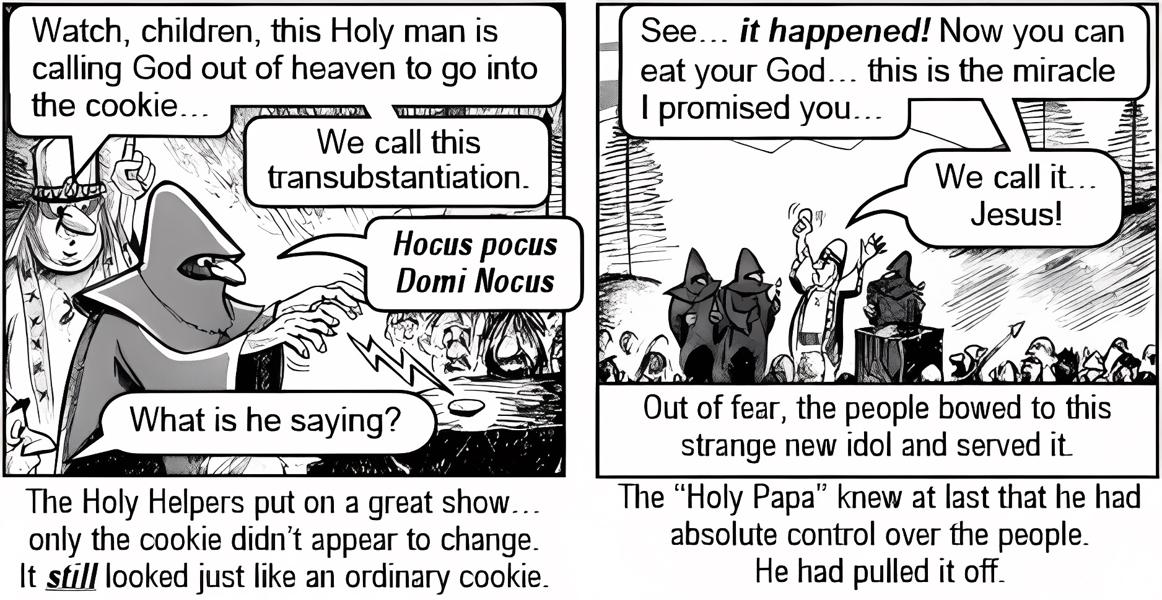 Watch, children, this Holy man is
calling God out of heaven to go into
the cookie...
We call this
transubstantiation.
Hocus pocus
Domi Nocus
What is he saying?
The Holy Helpers put on a great show...
only the cookie didn't appear to change.
It still looked just like an ordinary cookie.
See... it happened! Now you can
eat your God... this is the miracle
I promised you...
We call it...
Jesus!
Out of fear, the people bowed to this
strange new idol and served it.
The “Holy Papa” knew at last that he had
absolute control over the people.
He had pulled it off.